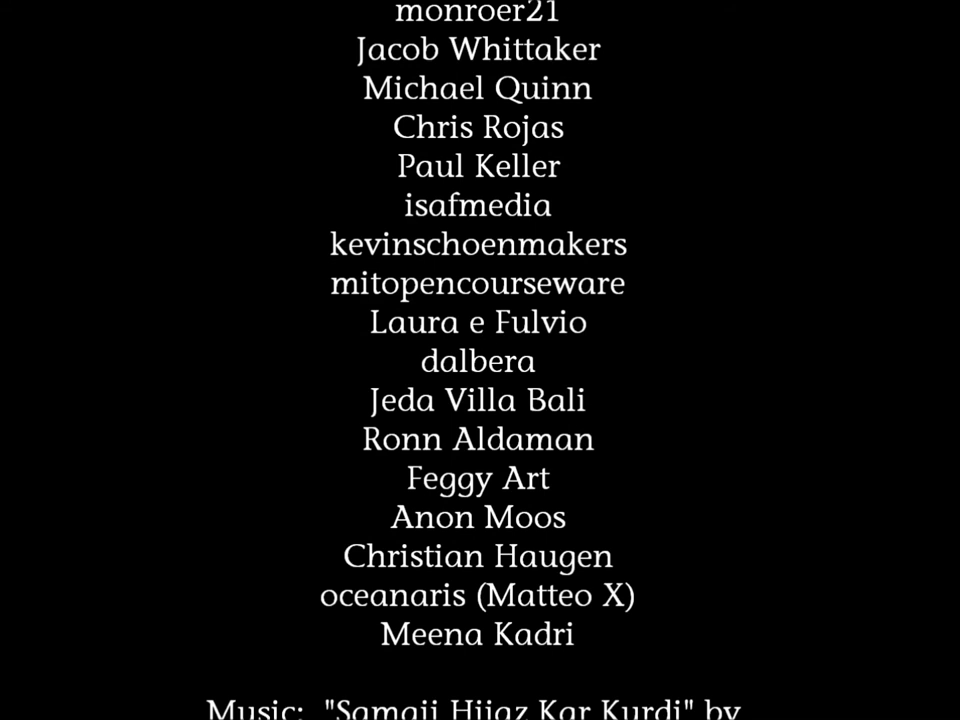 monroer21
Jacob Whittaker
Michael Quinn
Chris Rojas
Paul Keller
isafmedia
kevinschoenmakers
mitopencourseware
Laura e Fulvio
dalbera
Jeda Villa Bali
Ronn Aldaman
Feggy Art
Anon Moos
Christian Haugen
oceanaris (Matteo X)
Meena Kadri
Music: "Samaii Hijaz Kar Kurdi" by